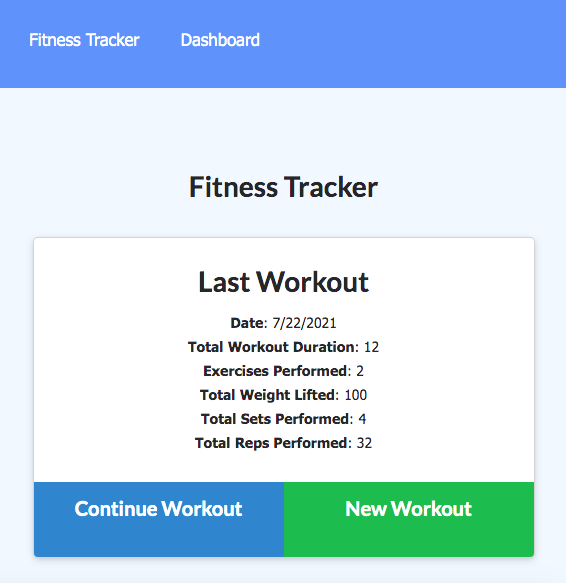 Fitness Tracker Dashboard
Fitness Tracker
Last Workout
Date: 7/22/2021
Total Workout Duration: 12
Exercises Performed: 2
Total Weight Lifted: 100
Total Sets Performed: 4
Total Reps Performed: 32
Continue Workout New Workout